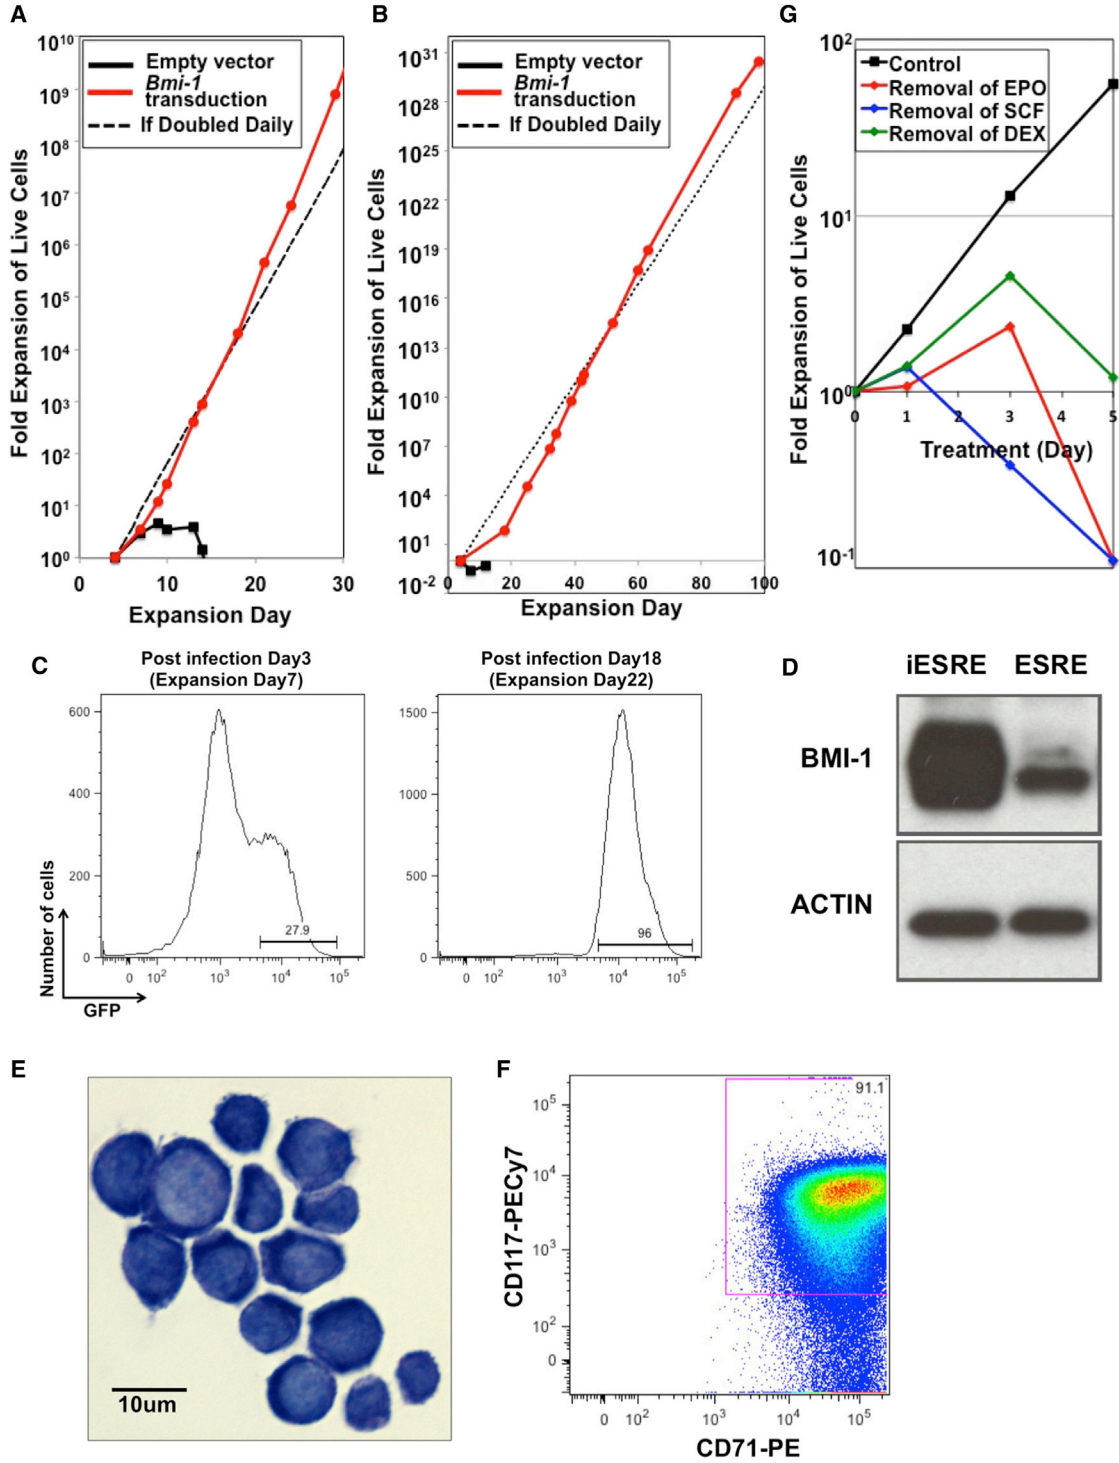 A
10^10
10^9
10^8
10^7
10^6
10^5
10^4
10^3
10^2
10^1
10^0
Fold Expansion of Live Cells
Empty vector
Bmi-1
transduction
If Doubled Daily
0 10 20 30
Expansion Day
B
10^31
10^28
10^25
10^22
10^19
10^16
10^13
10^10
10^7
10^4
10^1
10^-2
Fold Expansion of Live Cells
Empty vector
Bmi-1
transduction
If Doubled Daily
0 20 40 60 80 100
Expansion Day
G
10^2
10^1
10^0
10^-1
Fold Expansion of Live Cells
Control
Removal of EPO
Removal of SCF
Removal of DEX
0 1 2 3 4 5
Treatment (Day)
C
Post infection Day3
(Expansion Day7)
600
400
200
0
27.9
0 10^2 10^3 10^4 10^5
Number of cells
GFP
Post infection Day18
(Expansion Day22)
1500
1000
500
0
96
0 10^2 10^3 10^4 10^5
D
iESRE ESRE
BMI-1
ACTIN
E
10um
F
91.1
10^5
10^4
10^3
10^2
0
CD117-PECy7
0 10^2 10^3 10^4 10^5
CD71-PE